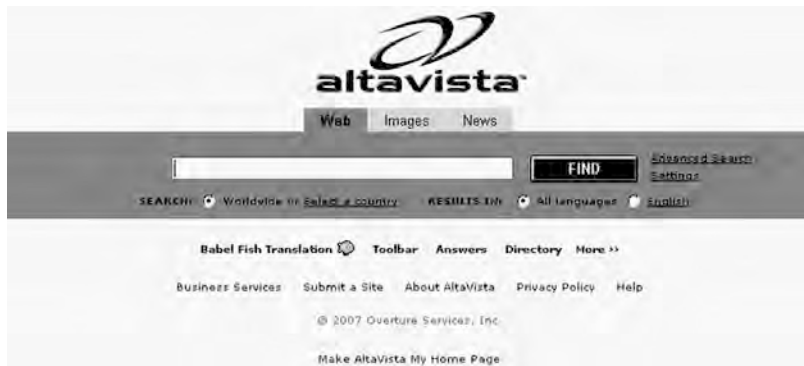 altavista™
Web Images News
FIND Advanced Search
Settings
SEARCH: Worldwide or Select a country RESULTS IN: All languages English
Babel Fish Translation Toolbar Answers Directory More >>
Business Services Submit a Site About AltaVista Privacy Policy Help
© 2007 Overture Services, Inc
Make AltaVista My Home Page